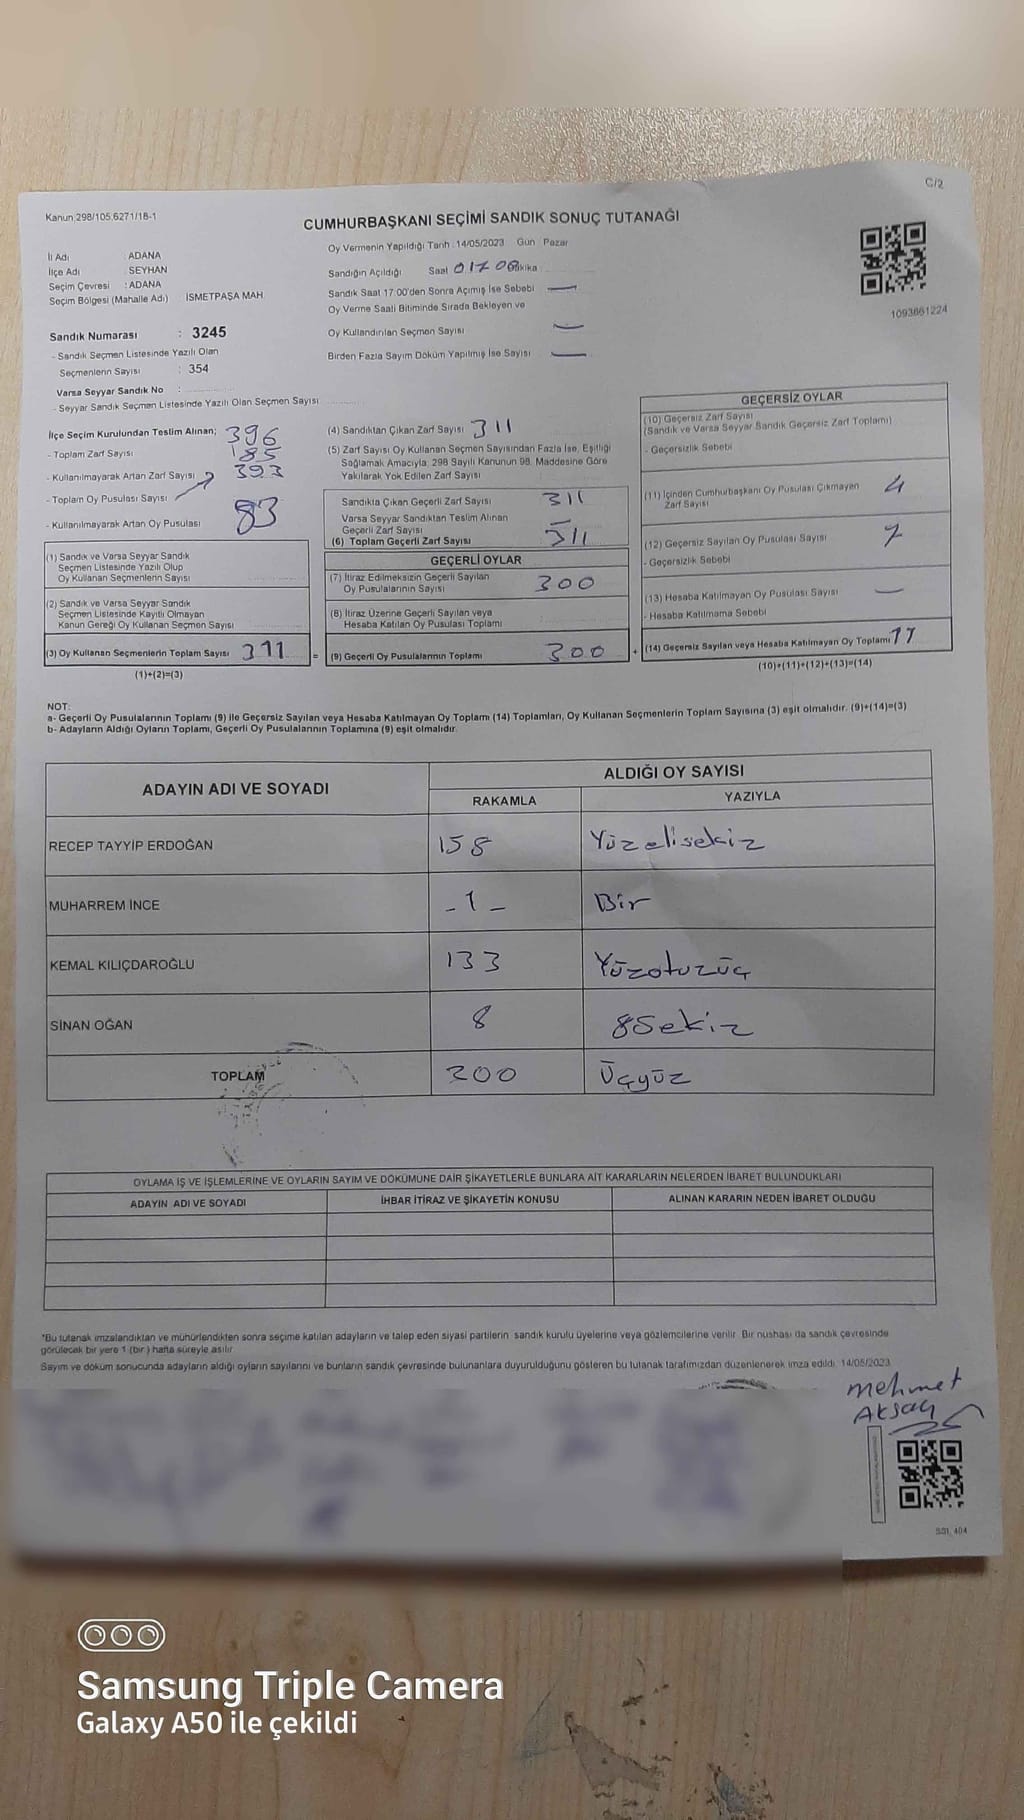 C/2
Kanun 298/105,6271/18-1
CUMHURBAŞKANI SEÇİMİ SANDIK SONUÇ TUTANAĞI
İl Adı : ADANA
İlçe Adı : SEYHAN
Seçim Çevresi : ADANA
Seçim Bölgesi (Mahalle Adı) İSMETPAŞA MAH
Oy Vermenin Yapıldığı Tarih :14/05/2023 Gün : Pazar
Sandığın Açıldığı Saat 0.17 00 Dakika
Sandık Saat 17:00'den Sonra Açılmış İse Sebebi —
Oy Verme Saati Bitiminde Sırada Bekleyen ve
Oy Kullandırılan Seçmen Sayısı —
Birden Fazla Sayım Döküm Yapılmış İse Sayısı —
1093861224
Sandık Numarası : 3245
- Sandık Seçmen Listesinde Yazılı Olan
Seçmenlerin Sayısı : 354
Varsa Seyyar Sandık No :
- Seyyar Sandık Seçmen Listesinde Yazılı Olan Seçmen Sayısı
İlçe Seçim Kurulundan Teslim Alınan;
- Toplam Zarf Sayısı 396
- Kullanılmayarak Artan Zarf Sayısı 185
- Toplam Oy Pusulası Sayısı 393
- Kullanılmayarak Artan Oy Pusulası 83
(1) Sandık ve Varsa Seyyar Sandık
Seçmen Listesinde Yazılı Olup
Oy Kullanan Seçmenlerin Sayısı
(2) Sandık ve Varsa Seyyar Sandık
Seçmen Listesinde Kayıtlı Olmayan
Kanun Gereği Oy Kullanan Seçmen Sayısı
(3) Oy Kullanan Seçmenlerin Toplam Sayısı 311
(1)+(2)=(3)
(4) Sandıktan Çıkan Zarf Sayısı 311
(5) Zarf Sayısı Oy Kullanan Seçmen Sayısından Fazla İse, Eşitliği
Sağlamak Amacıyla, 298 Sayılı Kanunun 98. Maddesine Göre
Yakılarak Yok Edilen Zarf Sayısı
Sandıkta Çıkan Geçerli Zarf Sayısı 311
Varsa Seyyar Sandıktan Teslim Alınan
Geçerli Zarf Sayısı —
(6) Toplam Geçerli Zarf Sayısı 311
GEÇERLİ OYLAR
(7) İtiraz Edilmeksizin Geçerli Sayılan
Oy Pusulalarının Sayısı 300
(8) İtiraz Üzerine Geçerli Sayılan veya
Hesaba Katılan Oy Pusulası Toplamı
= (9) Geçerli Oy Pusulalarının Toplamı 300
GEÇERSİZ OYLAR
(10) Geçersiz Zarf Sayısı
(Sandık ve Varsa Seyyar Sandık Geçersiz Zarf Toplamı)
- Geçersizlik Sebebi
(11) İçinden Cumhurbaşkanı Oy Pusulası Çıkmayan
Zarf Sayısı 4
(12) Geçersiz Sayılan Oy Pusulası Sayısı 7
- Geçersizlik Sebebi
(13) Hesaba Katılmayan Oy Pusulası Sayısı —
- Hesaba Katılmama Sebebi
+ (14) Geçersiz Sayılan veya Hesaba Katılmayan Oy Toplamı 11
(10)+(11)+(12)+(13)=(14)
NOT:
a- Geçerli Oy Pusulalarının Toplamı (9) ile Geçersiz Sayılan veya Hesaba Katılmayan Oy Toplamı (14) Toplamları, Oy Kullanan Seçmenlerin Toplam Sayısına (3) eşit olmalıdır. (9)+(14)=(3)
b- Adayların Aldığı Oyların Toplamı, Geçerli Oy Pusulalarının Toplamına (9) eşit olmalıdır.
ADAYIN ADI VE SOYADI
ALDIĞI OY SAYISI
RAKAMLA YAZIYLA
RECEP TAYYİP ERDOĞAN 158 Yüzelisekiz
MUHARREM İNCE -1- Bir
KEMAL KILIÇDAROĞLU 133 Yüzotuzüç
SİNAN OĞAN 8 8Sekiz
TOPLAM 300 Üçyüz
OYLAMA İŞ VE İŞLEMLERİNE VE OYLARIN SAYIM VE DÖKÜMÜNE DAİR ŞİKAYETLERLE BUNLARA AİT KARARLARIN NELERDEN İBARET BULUNDUKLARI
ADAYIN ADI VE SOYADI İHBAR İTİRAZ VE ŞİKAYETİN KONUSU ALINAN KARARIN NEDEN İBARET OLDUĞU
*Bu tutanak imzalandıktan ve mühürlendikten sonra seçime katılan adayların ve talep eden siyasi partilerin sandık kurulu üyelerine veya gözlemcilerine verilir. Bir nüshası da sandık çevresinde
görülecek bir yere 1 (bir) hafta süreyle asılır.
Sayım ve döküm sonucunda adayların aldığı oyların sayılarını ve bunların sandık çevresinde bulunanlara duyurulduğunu gösteren bu tutanak tarafımızdan düzenlenerek imza edildi. 14/05/2023
mehmet
Aksaç
Samsung Triple Camera
Galaxy A50 ile çekildi